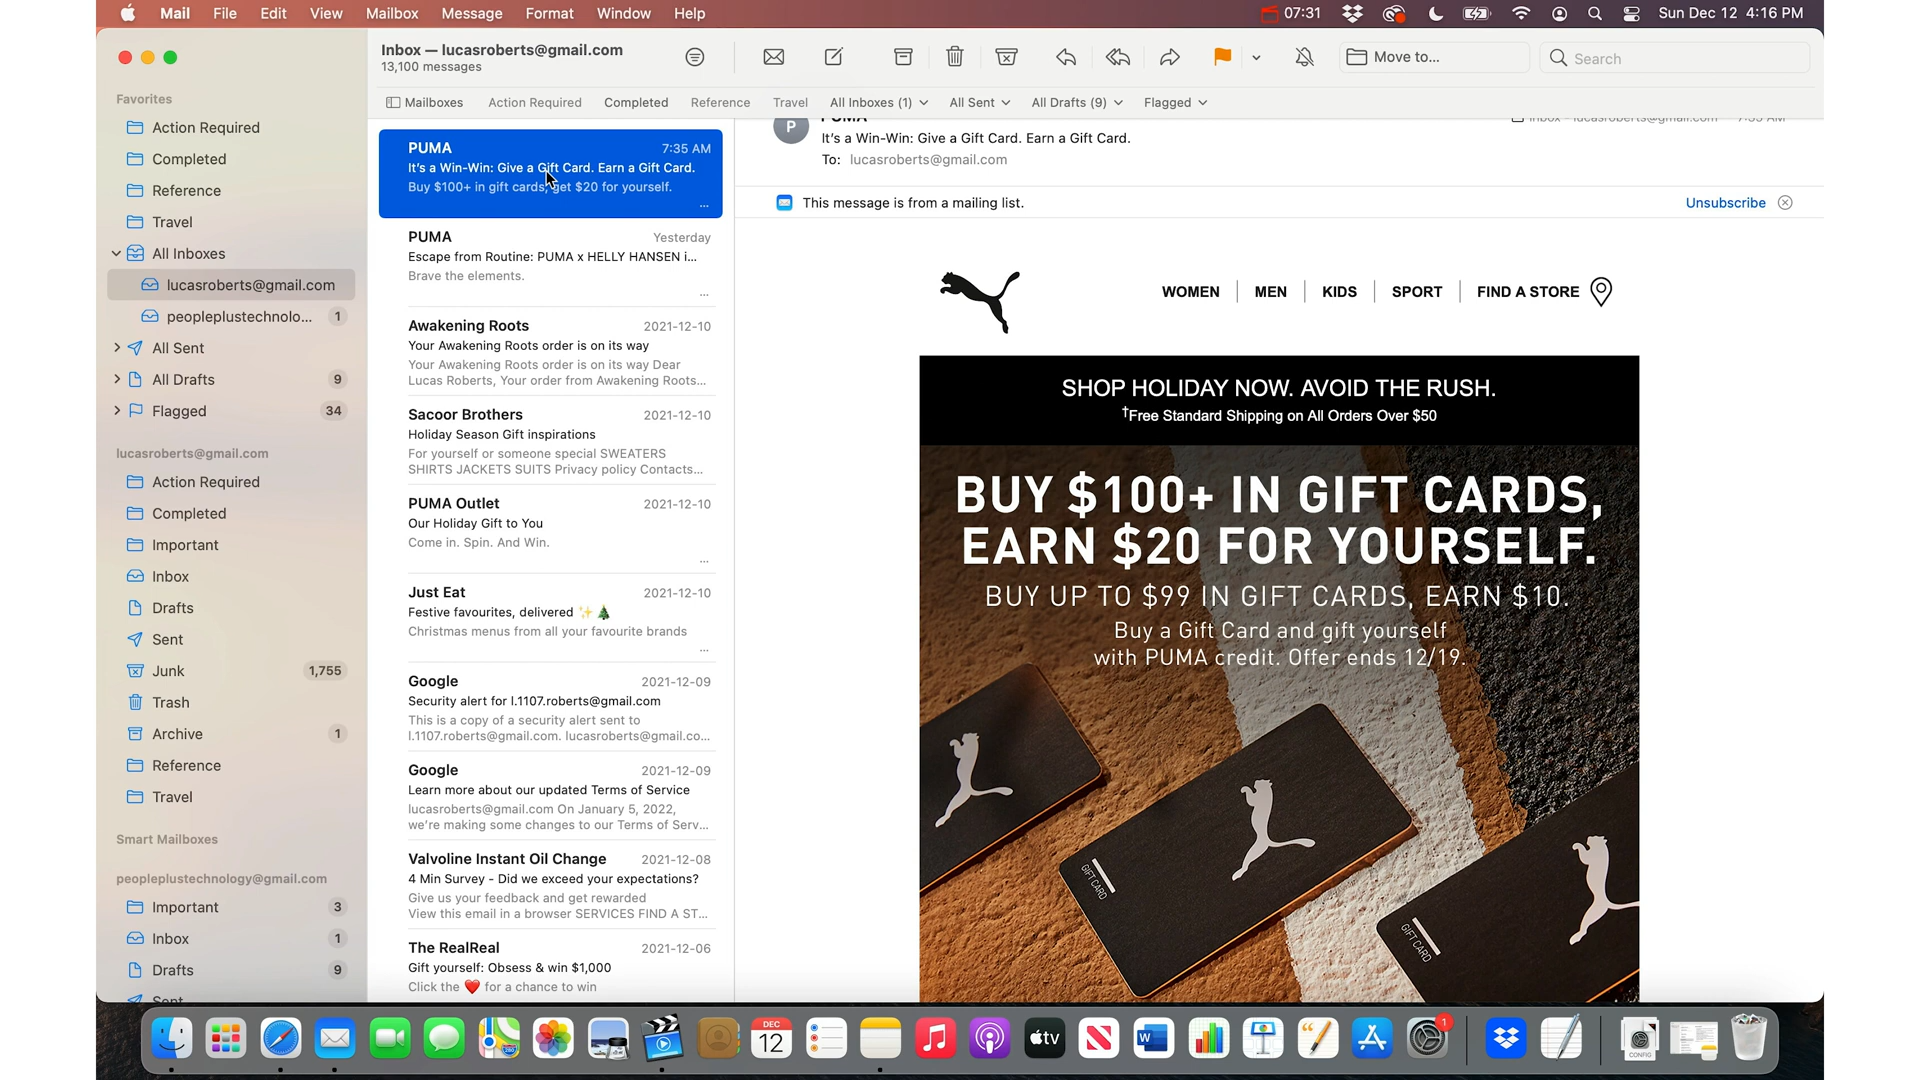 Mail File Edit View Mailbox Message Format Window Help 07:31 Sun Dec 12 4:16 PM
Inbox — lucasroberts@gmail.com
13,100 messages
Move to...
Search
Mailboxes Action Required Completed Reference Travel All Inboxes (1) All Sent All Drafts (9) Flagged
Favorites
Action Required
Completed
Reference
Travel
All Inboxes
lucasroberts@gmail.com
peopleplustechnolo... 1
All Sent
All Drafts 9
Flagged 34
lucasroberts@gmail.com
Action Required
Completed
Important
Inbox
Drafts
Sent
Junk 1,755
Trash
Archive 1
Reference
Travel
Smart Mailboxes
peopleplustechnology@gmail.com
Important 3
Inbox 1
Drafts 9
Sent
PUMA 7:35 AM
It's a Win-Win: Give a Gift Card. Earn a Gift Card.
Buy $100+ in gift cards, get $20 for yourself.
...
PUMA Yesterday
Escape from Routine: PUMA x HELLY HANSEN i...
Brave the elements.
...
Awakening Roots 2021-12-10
Your Awakening Roots order is on its way
Your Awakening Roots order is on its way Dear
Lucas Roberts, Your order from Awakening Roots...
Sacoor Brothers 2021-12-10
Holiday Season Gift inspirations
For yourself or someone special SWEATERS
SHIRTS JACKETS SUITS Privacy policy Contacts...
PUMA Outlet 2021-12-10
Our Holiday Gift to You
Come in. Spin. And Win.
...
Just Eat 2021-12-10
Festive favourites, delivered ✨🎄
Christmas menus from all your favourite brands
...
Google 2021-12-09
Security alert for l.1107.roberts@gmail.com
This is a copy of a security alert sent to
l.1107.roberts@gmail.com. lucasroberts@gmail.co...
Google 2021-12-09
Learn more about our updated Terms of Service
lucasroberts@gmail.com On January 5, 2022,
we're making some changes to our Terms of Serv...
Valvoline Instant Oil Change 2021-12-08
4 Min Survey - Did we exceed your expectations?
Give us your feedback and get rewarded
View this email in a browser SERVICES FIND A ST...
The RealReal 2021-12-06
Gift yourself: Obsess & win $1,000
Click the ❤️ for a chance to win
P
PUMA Inbox - lucasroberts@gmail.com 7:35 AM
It's a Win-Win: Give a Gift Card. Earn a Gift Card.
To: lucasroberts@gmail.com
This message is from a mailing list. Unsubscribe
WOMEN MEN KIDS SPORT FIND A STORE
SHOP HOLIDAY NOW. AVOID THE RUSH.
†Free Standard Shipping on All Orders Over $50
BUY $100+ IN GIFT CARDS,
EARN $20 FOR YOURSELF.
BUY UP TO $99 IN GIFT CARDS, EARN $10.
Buy a Gift Card and gift yourself
with PUMA credit. Offer ends 12/19.
GIFT CARD
GIFT CARD
DEC
12
tv
W
1
CONFIG